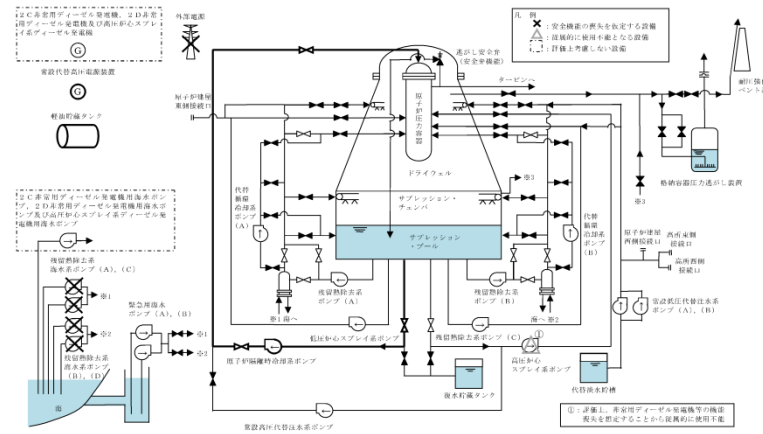 2C非常用ディーゼル発電機,2D非常
用ディーゼル発電機及び高圧炉心スプレイ
系ディーゼル発電機
G
常設代替高圧電源装置
G
軽油貯蔵タンク
外部電源
原子炉建屋
東側接続口
逃がし安全弁
(安全弁機能)
原子炉圧力容器
タービンへ
凡 例
:安全機能の喪失を仮定する設備
:従属的に使用不能となる設備
:評価上考慮しない設備
ベント
格納容器圧力逃がし装置
※3
ドライウェル
サプレッション・
チェンバ
サプレッション・
プール
※3
代替
循環
冷却系
ポンプ
(A)
代替
循環
冷却系
ポンプ
(B)
原子炉建屋
西側接続口
高所東側
接続口
高所西側
接続口
2C非常用ディーゼル発電機用海水ポン
プ,2D非常用ディーゼル発電機用海水ポ
ンプ及び高圧炉心スプレイ系ディーゼル発
電機用海水ポンプ
残留熱除去系
海水系ポンプ(A),(C)
※1
※2
残留熱除去系
海水系ポンプ
(B),(D)
緊急用海水
ポンプ(A),(B)
※1
※2
海
残留熱除去系
ポンプ(A)
残留熱除去系
ポンプ(B)
※1 海へ
海へ ※2
低圧炉心スプレイ系ポンプ
残留熱除去系ポンプ(C)
原子炉隔離時冷却系ポンプ
①
高圧炉心
スプレイ系ポンプ
常設低圧代替注水系
ポンプ(A),(B)
復水貯蔵タンク
代替淡水貯槽
常設高圧代替注水系ポンプ
①:評価上,非常用ディーゼル発電機等の機能
喪失を想定することから従属的に使用不能